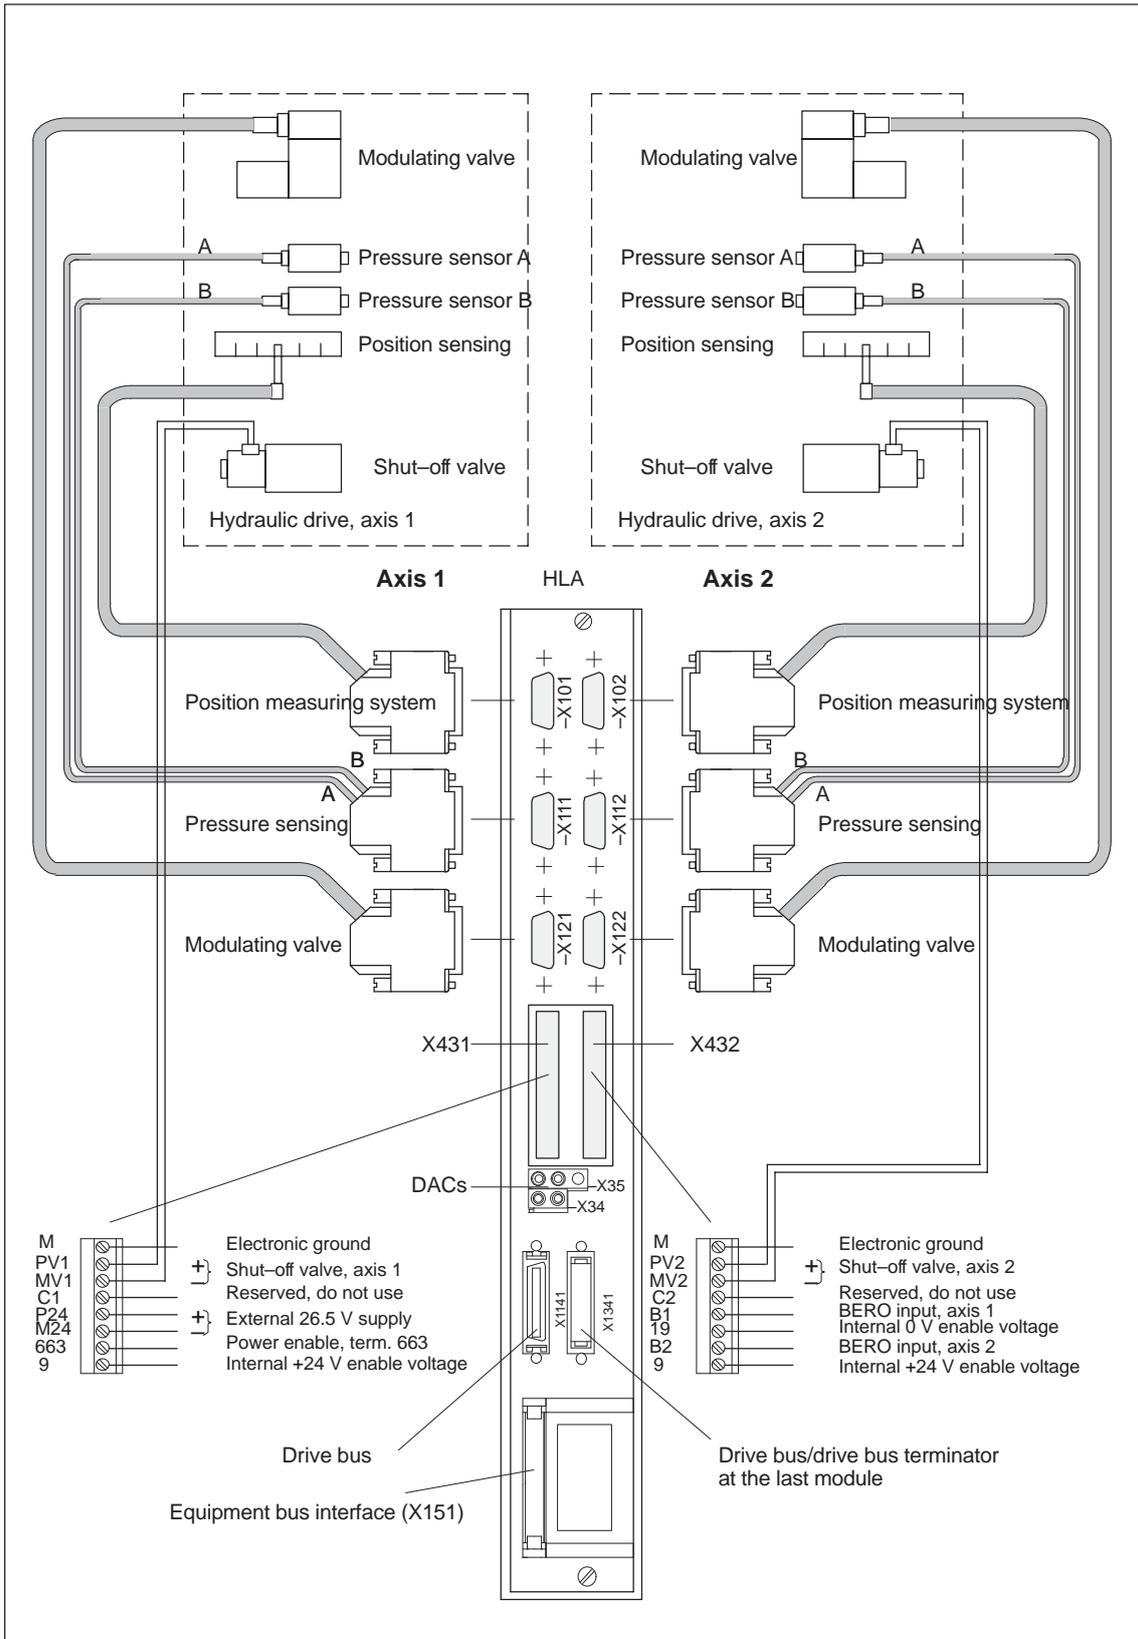 Modulating valve
Modulating valve
A
A
Pressure sensor A
Pressure sensor A
B
B
Pressure sensor B
Pressure sensor B
Position sensing
Position sensing
Shut–off valve
Shut–off valve
Hydraulic drive, axis 1
Hydraulic drive, axis 2
Axis 1
HLA
Axis 2
Position measuring system
–X101
–X102
Position measuring system
B
B
A
A
Pressure sensing
–X111
–X112
Pressure sensing
Modulating valve
–X121
–X122
Modulating valve
X431
X432
DACs
X35
X34
M
Electronic ground
PV1
+
MV1
–
Shut–off valve, axis 1
C1
Reserved, do not use
P24
+
M24
–
External 26.5 V supply
663
Power enable, term. 663
9
Internal +24 V enable voltage
X1141
X1341
M
Electronic ground
PV2
+
MV2
–
Shut–off valve, axis 2
C2
Reserved, do not use
B1
BERO input, axis 1
19
Internal 0 V enable voltage
B2
BERO input, axis 2
9
Internal +24 V enable voltage
Drive bus
Drive bus/drive bus terminator
at the last module
Equipment bus interface (X151)